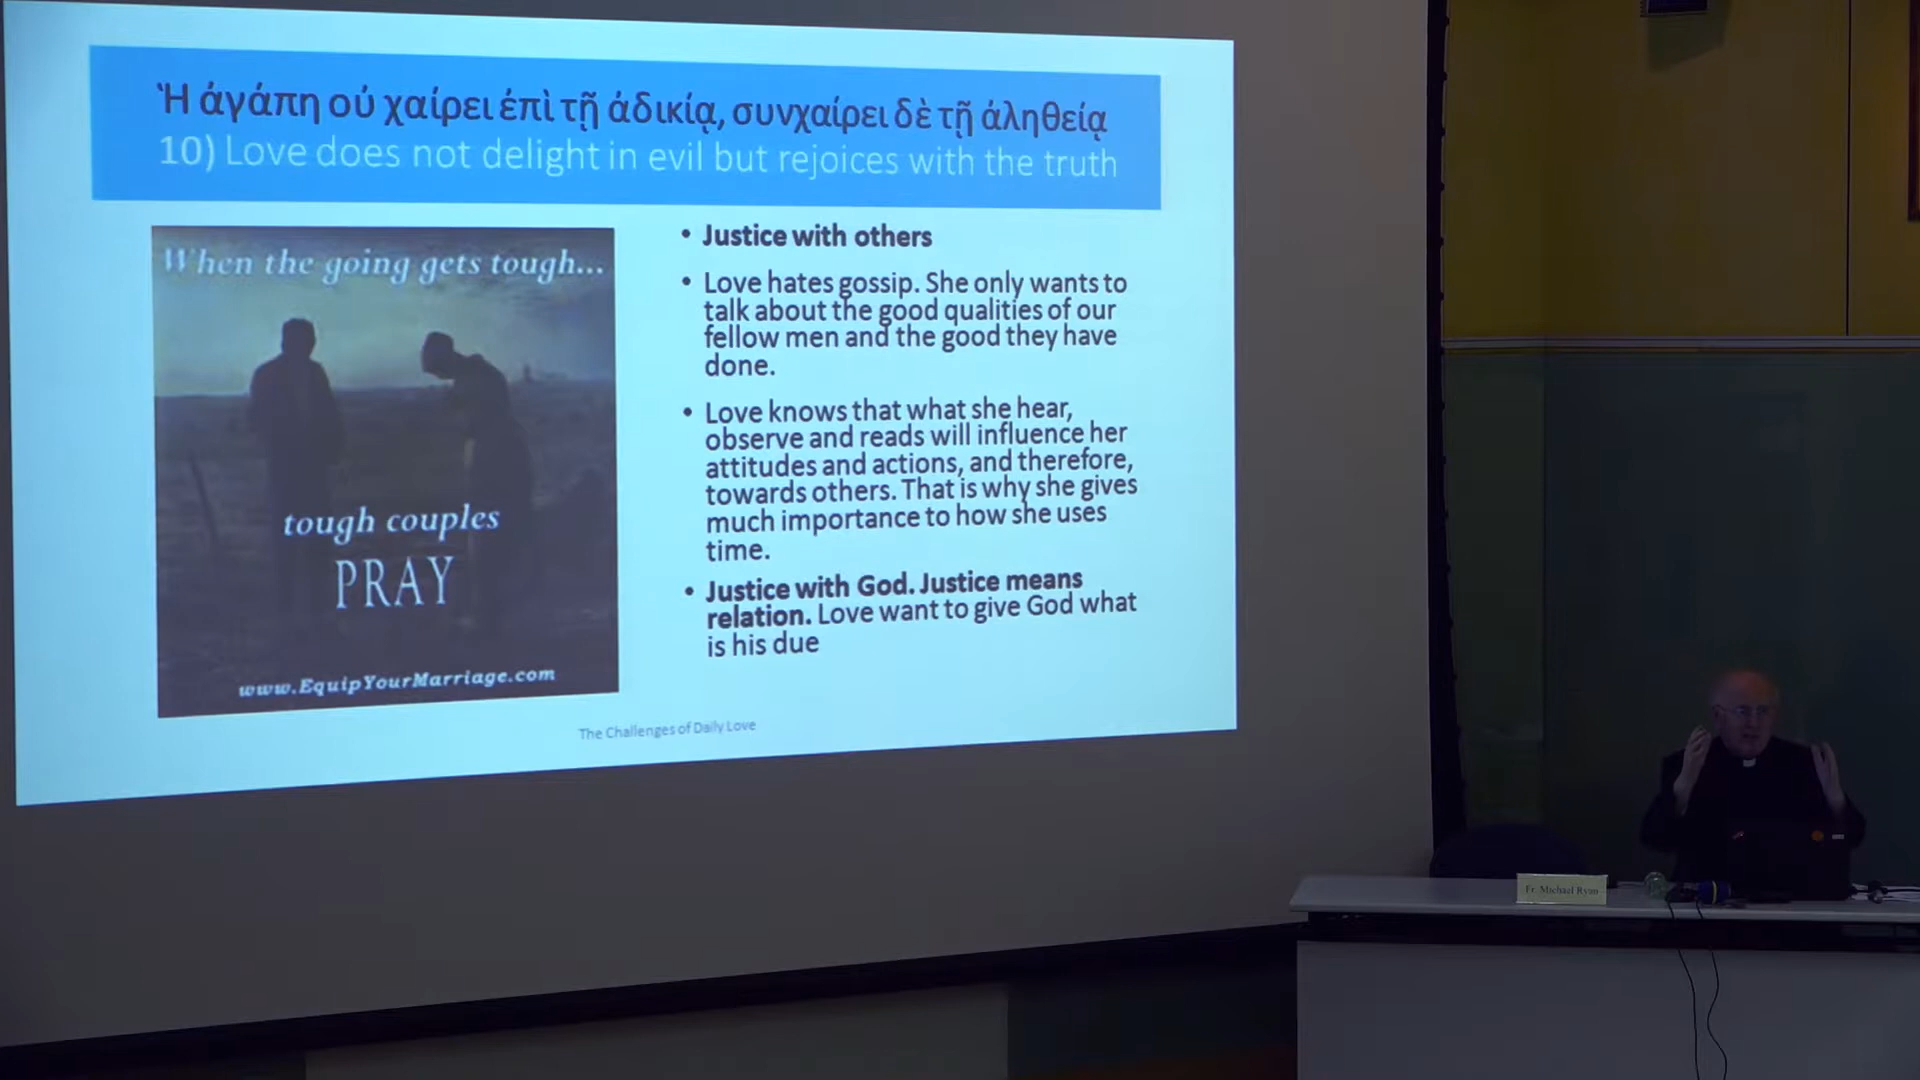 Ἡ ἀγάπη οὐ χαίρει ἐπὶ τῇ ἀδικίᾳ, συνχαίρει δὲ τῇ ἀληθείᾳ
10) Love does not delight in evil but rejoices with the truth
When the going gets tough...
tough couples
PRAY
www.EquipYourMarriage.com
• Justice with others
• Love hates gossip. She only wants to
talk about the good qualities of our
fellow men and the good they have
done.
• Love knows that what she hear,
observe and reads will influence her
attitudes and actions, and therefore,
towards others. That is why she gives
much importance to how she uses
time.
• Justice with God. Justice means
relation. Love want to give God what
is his due
The Challenges of Daily Love
Fr. Michael Ryan